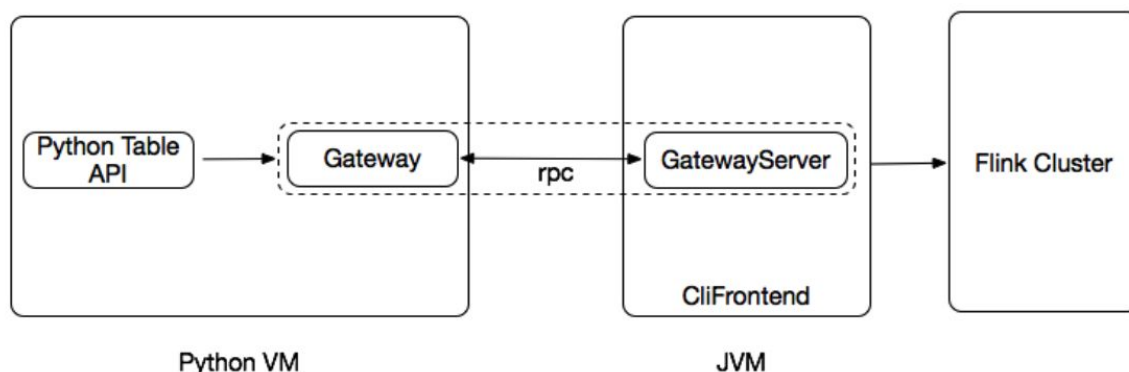 Python Table
API
Gateway
rpc
GatewayServer
Flink Cluster
CliFrontend
Python VM
JVM